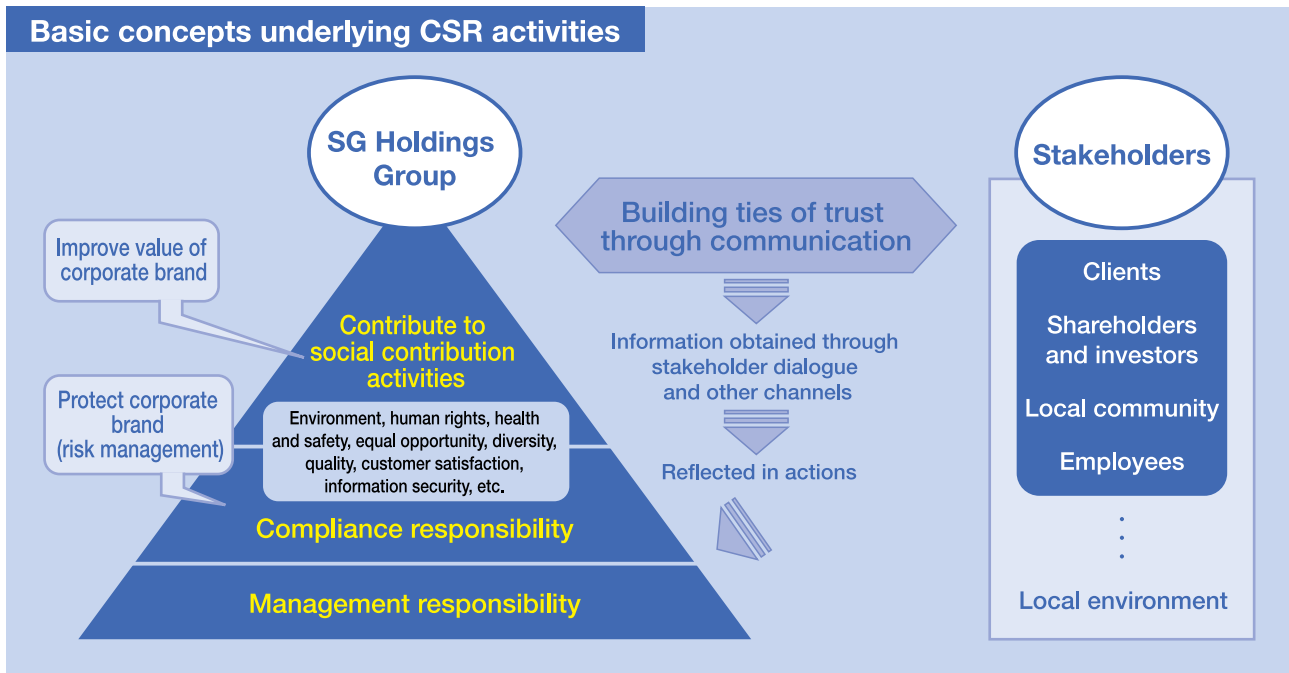 Basic concepts underlying CSR activities
SG Holdings
Group
Improve value of
corporate brand
Contribute to
social contribution
activities
Protect corporate
brand
(risk management)
Environment, human rights, health
and safety, equal opportunity, diversity,
quality, customer satisfaction,
information security, etc.
Compliance responsibility
Management responsibility
Building ties of trust
through communication
Information obtained through
stakeholder dialogue
and other channels
Reflected in actions
Stakeholders
Clients
Shareholders
and investors
Local community
Employees
Local environment